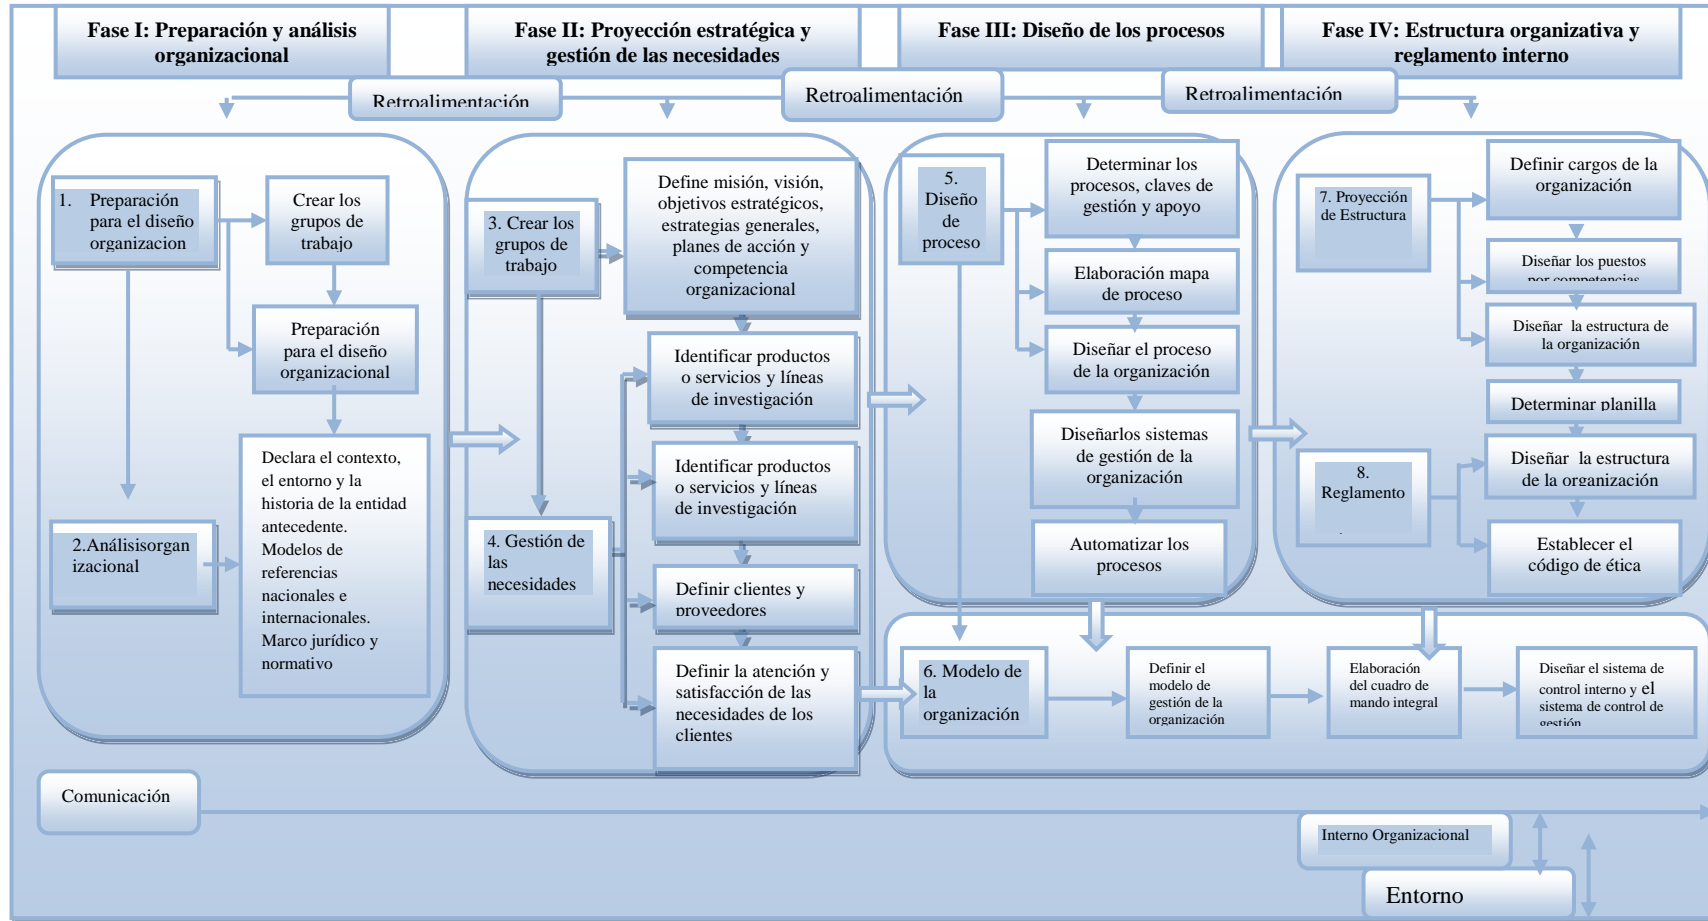 Fase I: Preparación y análisis
organizacional
Fase II: Proyección estratégica y
gestión de las necesidades
Fase III: Diseño de los procesos
Fase IV: Estructura organizativa y
reglamento interno
Retroalimentación
Retroalimentación
Retroalimentación
1. Preparación
para el diseño
organizacion
Crear los
grupos de
trabajo
Preparación
para el diseño
organizacional
2.Análisisorgan
izacional
Declara el contexto,
el entorno y la
historia de la entidad
antecedente.
Modelos de
referencias
nacionales e
internacionales.
Marco jurídico y
normativo
3. Crear los
grupos de
trabajo
Define misión, visión,
objetivos estratégicos,
estrategias generales,
planes de acción y
competencia
organizacional
Identificar productos
o servicios y líneas
de investigación
Identificar productos
o servicios y líneas
de investigación
4. Gestión de
las
necesidades
Definir clientes y
proveedores
Definir la atención y
satisfacción de las
necesidades de los
clientes
5.
Diseño
de
proceso
Determinar los
procesos, claves de
gestión y apoyo
Elaboración mapa
de proceso
Diseñar el proceso
de la organización
Diseñarlos sistemas
de gestión de la
organización
Automatizar los
procesos
6. Modelo de
la
organización
Definir el
modelo de
gestión de la
organización
Elaboración
del cuadro de
mando integral
Diseñar el sistema de
control interno y el
sistema de control de
gestión
7. Proyección
de Estructura
Definir cargos de la
organización
Diseñar los puestos
por competencias
Diseñar la estructura de
la organización
Determinar planilla
8.
Reglamento
Diseñar la estructura
de la organización
Establecer el
código de ética
Comunicación
Interno Organizacional
Entorno